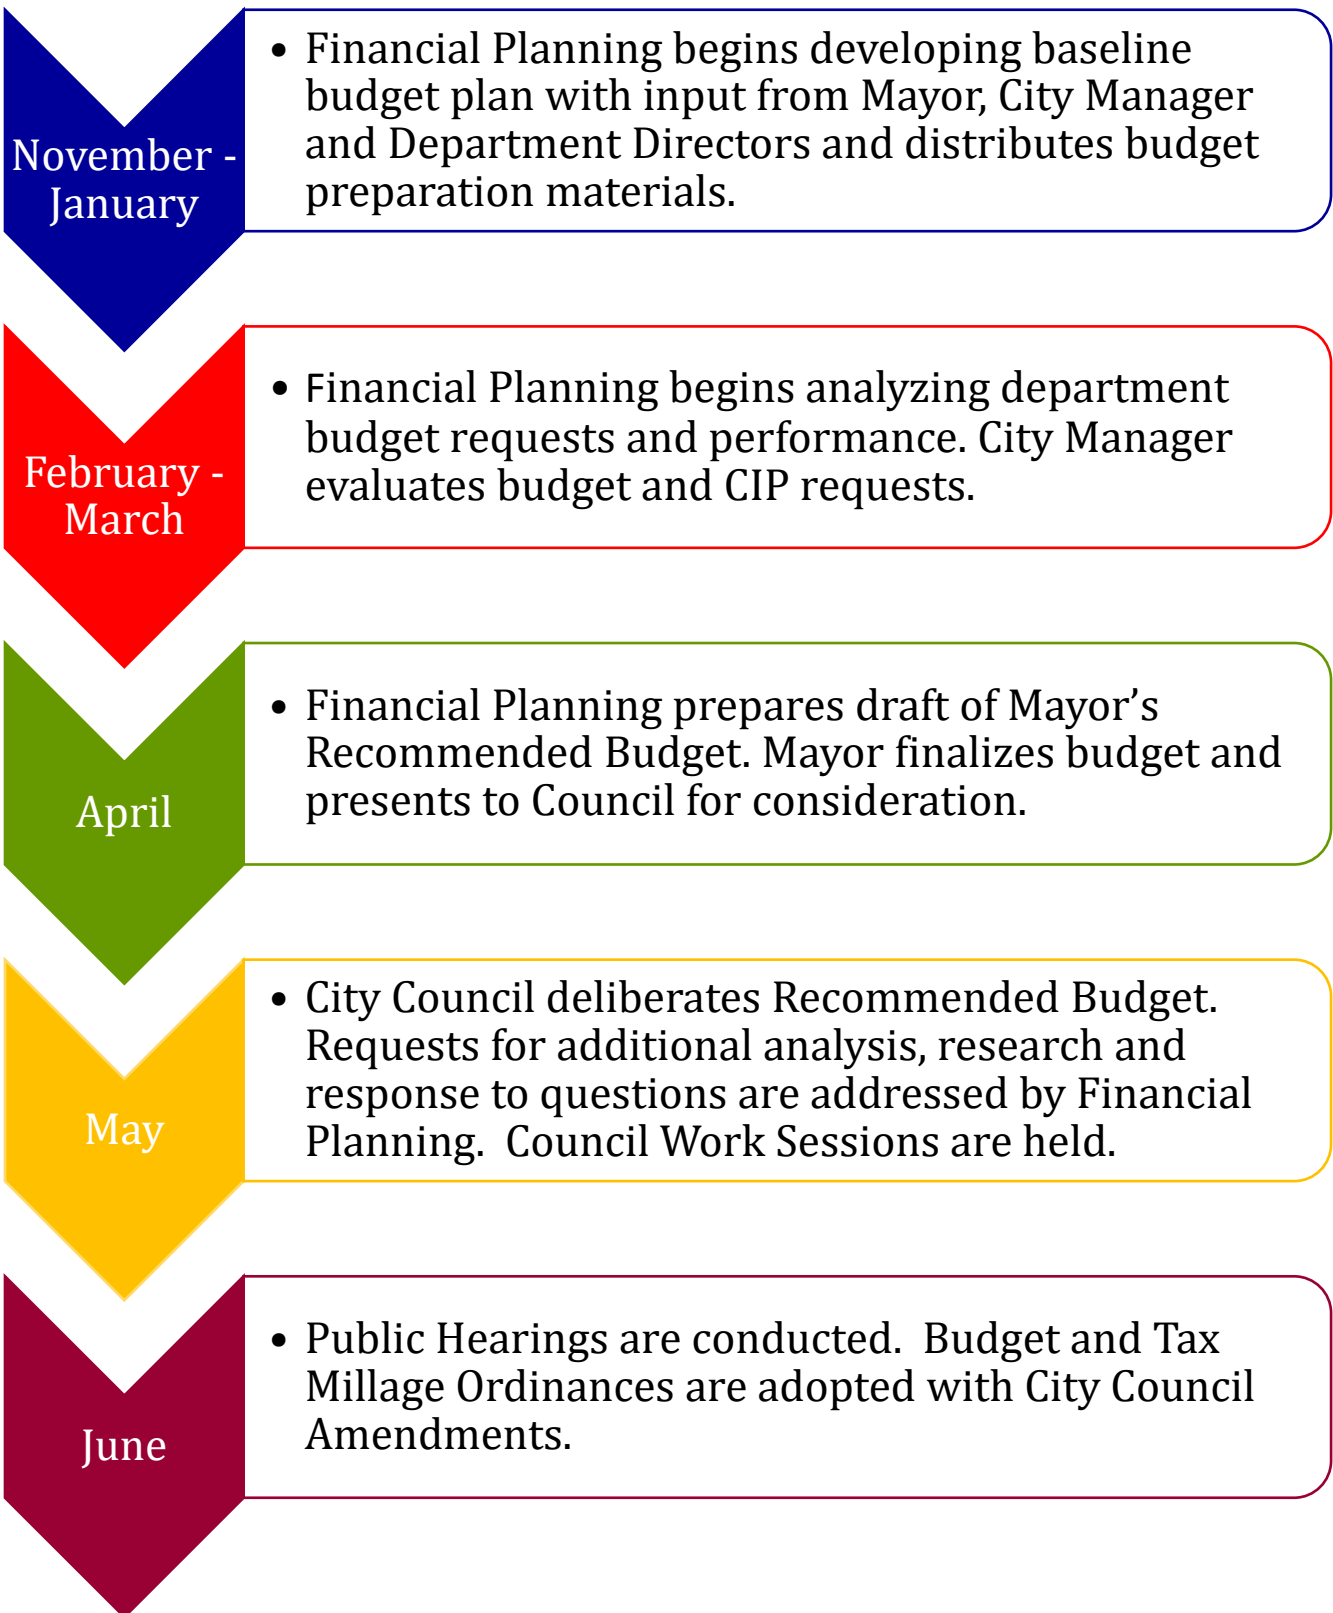 November -
January
• Financial Planning begins developing baseline
budget plan with input from Mayor, City Manager
and Department Directors and distributes budget
preparation materials.
February -
March
• Financial Planning begins analyzing department
budget requests and performance. City Manager
evaluates budget and CIP requests.
April
• Financial Planning prepares draft of Mayor’s
Recommended Budget. Mayor finalizes budget and
presents to Council for consideration.
May
• City Council deliberates Recommended Budget.
Requests for additional analysis, research and
response to questions are addressed by Financial
Planning.  Council Work Sessions are held.
June
• Public Hearings are conducted.  Budget and Tax
Millage Ordinances are adopted with City Council
Amendments.